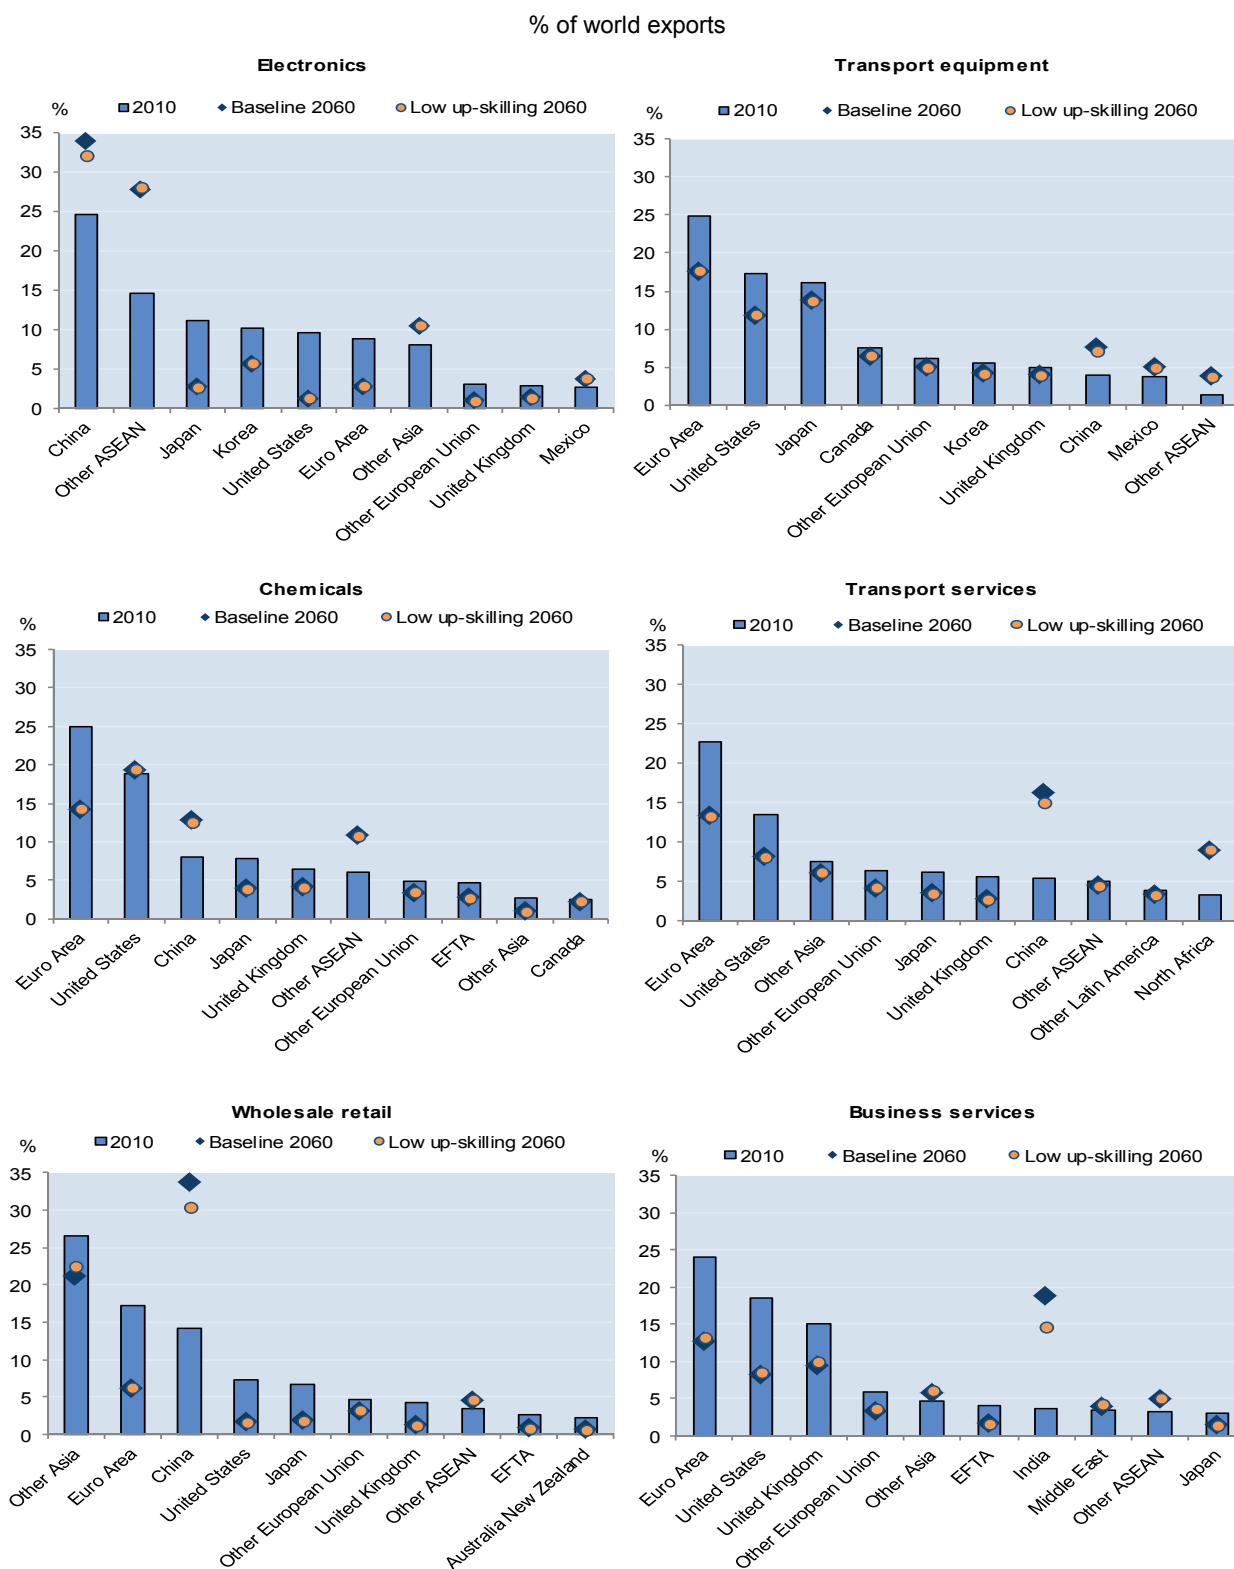 % of world exports
Electronics
% 2010 Baseline 2060 Low up-skilling 2060
35
30
25
20
15
10
5
0
China
Other ASEAN
Japan
Korea
United States
Euro Area
Other Asia
Other European Union
United Kingdom
Mexico
Transport equipment
% 2010 Baseline 2060 Low up-skilling 2060
35
30
25
20
15
10
5
0
Euro Area
United States
Japan
Canada
Other European Union
Korea
United Kingdom
China
Mexico
Other ASEAN
Chemicals
% 2010 Baseline 2060 Low up-skilling 2060
35
30
25
20
15
10
5
0
Euro Area
United States
China
Japan
United Kingdom
Other ASEAN
Other European Union
EFTA
Other Asia
Canada
Transport services
% 2010 Baseline 2060 Low up-skilling 2060
35
30
25
20
15
10
5
0
Euro Area
United States
Other Asia
Other European Union
Japan
United Kingdom
China
Other ASEAN
Other Latin America
North Africa
Wholesale retail
% 2010 Baseline 2060 Low up-skilling 2060
35
30
25
20
15
10
5
0
Other Asia
Euro Area
China
United States
Japan
Other European Union
United Kingdom
Other ASEAN
EFTA
Australia New Zealand
Business services
% 2010 Baseline 2060 Low up-skilling 2060
35
30
25
20
15
10
5
0
Euro Area
United States
United Kingdom
Other European Union
Other Asia
EFTA
India
Middle East
Other ASEAN
Japan